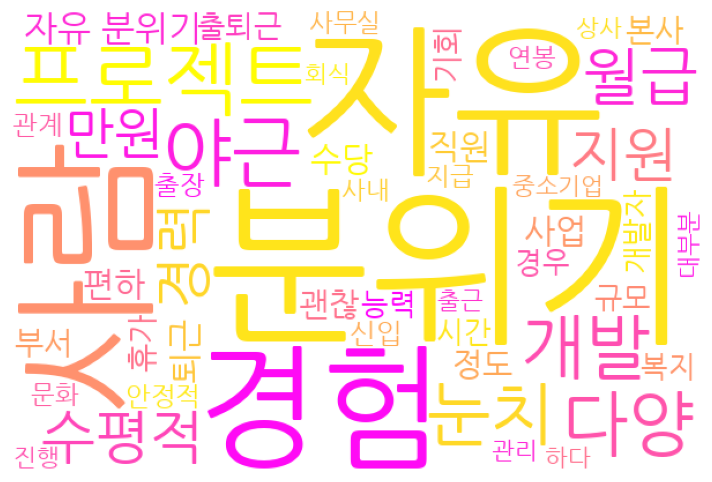 자유 분위기
출퇴근
사무실
상사
본사
프로젝트
회식
자유
기회
연봉
월급
관계
만원
야근
수당
직원
지원
출장
사내
지급
중소기업
사람
경력
분위기
사업
개발자
대부분
편하
경우
괜찮
능력
출근
규모
부서
휴가
퇴근
신입
시간
개발
정도
복지
문화
안정적
경험
눈치
다양
수평적
진행
관리
하다